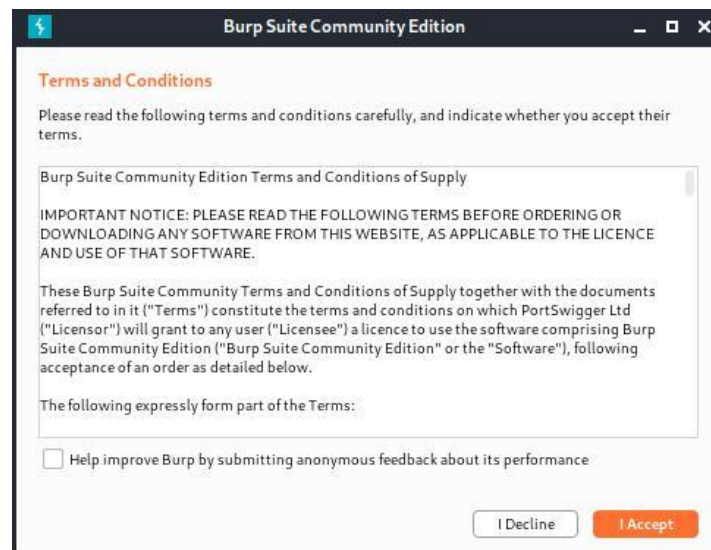 Burp Suite Community Edition
Terms and Conditions
Please read the following terms and conditions carefully, and indicate whether you accept their
terms.
Burp Suite Community Edition Terms and Conditions of Supply
IMPORTANT NOTICE: PLEASE READ THE FOLLOWING TERMS BEFORE ORDERING OR
DOWNLOADING ANY SOFTWARE FROM THIS WEBSITE, AS APPLICABLE TO THE LICENCE
AND USE OF THAT SOFTWARE.
These Burp Suite Community Terms and Conditions of Supply together with the documents
referred to in it ("Terms") constitute the terms and conditions on which PortSwigger Ltd
("Licensor") will grant to any user ("Licensee") a licence to use the software comprising Burp
Suite Community Edition ("Burp Suite Community Edition" or the "Software"), following
acceptance of an order as detailed below.
The following expressly form part of the Terms:
Help improve Burp by submitting anonymous feedback about its performance
I Decline
I Accept